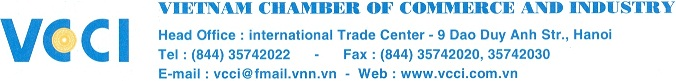 VCCI
VIETNAM CHAMBER OF COMMERCE AND INDUSTRY
Head Office : international Trade Center - 9 Dao Duy Anh Str., Hanoi
Tel : (844) 35742022 - Fax : (844) 35742020, 35742030
E-mail : vcci@fmail.vnn.vn - Web : www.vcci.com.vn